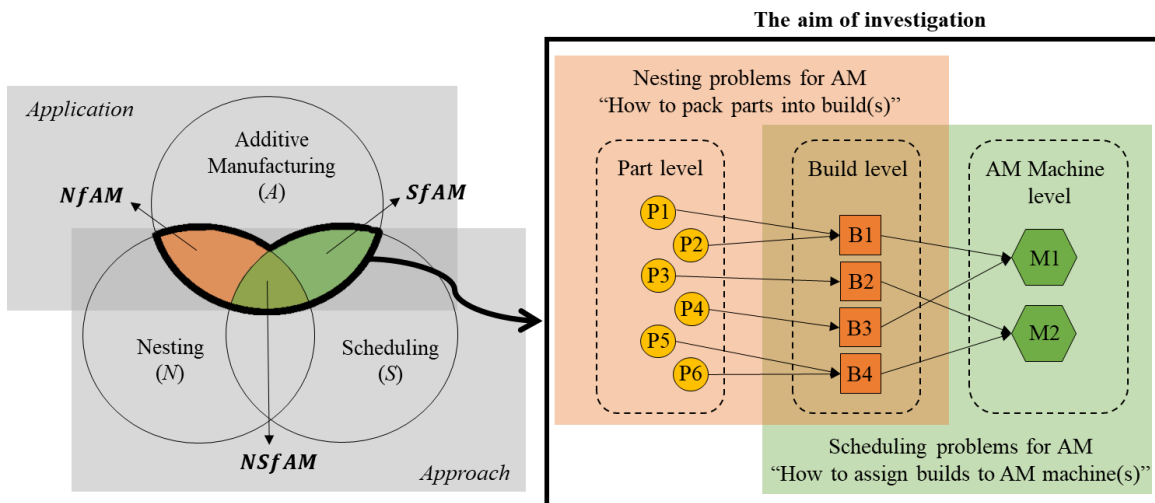 The aim of investigation
Application
Additive
Manufacturing
(A)
NfAM
SfAM
Nesting
(N)
Scheduling
(S)
NSfAM
Approach
Nesting problems for AM
“How to pack parts into build(s)”
Part level
Build level
AM Machine
level
P1
P2
P3
P4
P5
P6
B1
B2
B3
B4
M1
M2
Scheduling problems for AM
“How to assign builds to AM machine(s)”